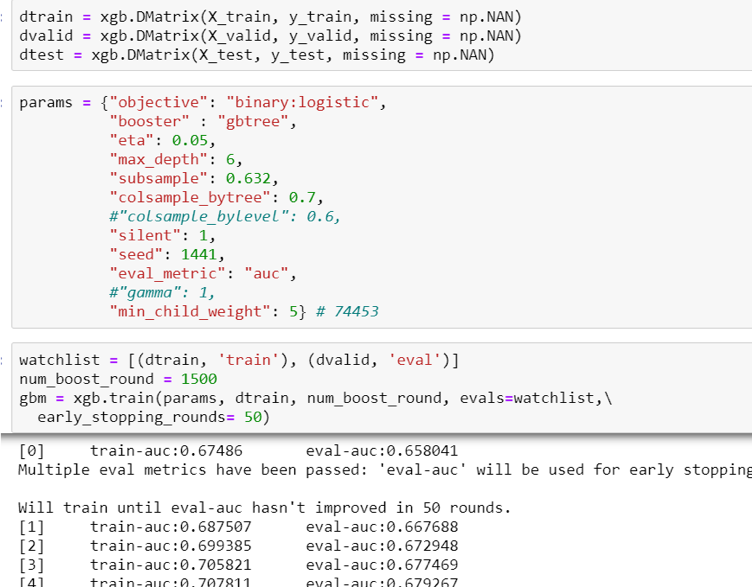 dtrain = xgb.DMatrix(X_train, y_train, missing = np.NAN)
dvalid = xgb.DMatrix(X_valid, y_valid, missing = np.NAN)
dtest = xgb.DMatrix(X_test, y_test, missing = np.NAN)
params = {"objective": "binary:logistic",
"booster" : "gbtree",
"eta": 0.05,
"max_depth": 6,
"subsample": 0.632,
"colsample_bytree": 0.7,
#"colsample_bylevel": 0.6,
"silent": 1,
"seed": 1441,
"eval_metric": "auc",
#"gamma": 1,
"min_child_weight": 5} # 74453
watchlist = [(dtrain, 'train'), (dvalid, 'eval')]
num_boost_round = 1500
gbm = xgb.train(params, dtrain, num_boost_round, evals=watchlist,\
early_stopping_rounds= 50)
[0] train-auc:0.67486 eval-auc:0.658041
Multiple eval metrics have been passed: 'eval-auc' will be used for early stopping
Will train until eval-auc hasn't improved in 50 rounds.
[1] train-auc:0.687507 eval-auc:0.667688
[2] train-auc:0.699385 eval-auc:0.672948
[3] train-auc:0.705821 eval-auc:0.677469
[4] train-auc:0.707811 eval-auc:0.679267